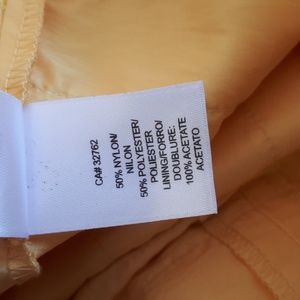 CA# 32762
50% NYLON/
NILON
50% POLYESTER/
POLIESTER
LINING/FORRO/
DOUBLURE:
100% ACETATE
ACETATO